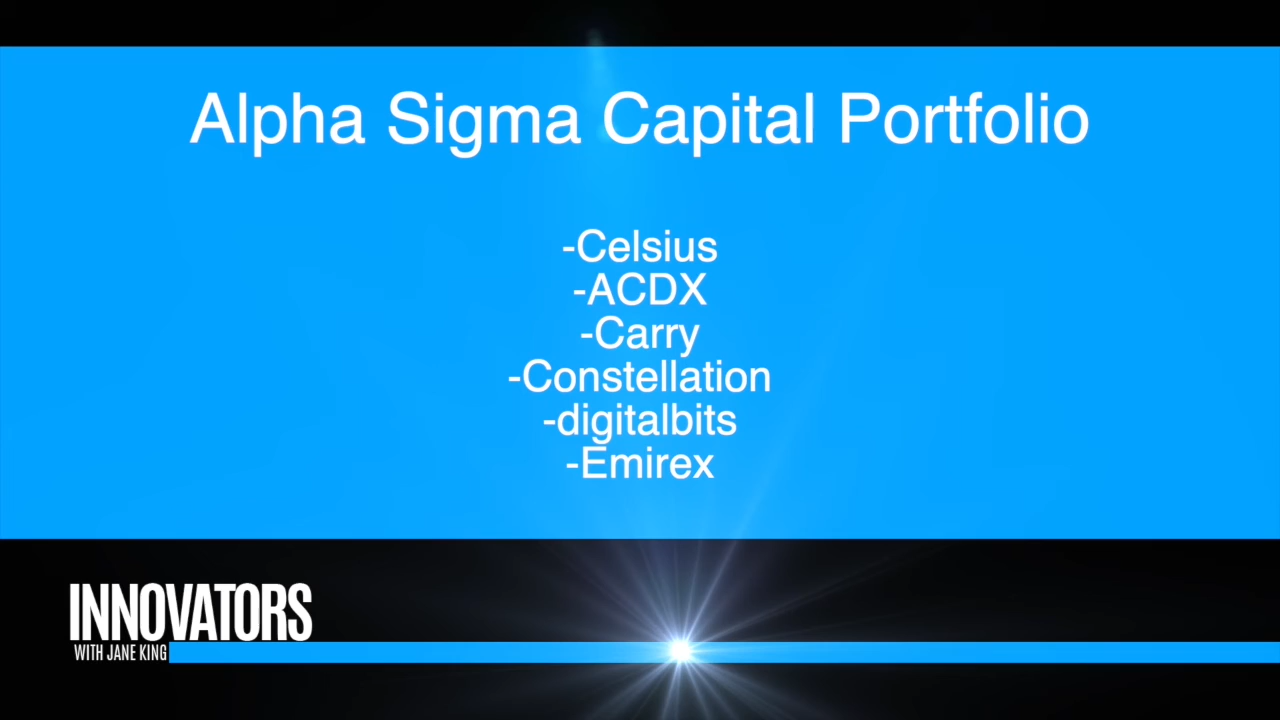 Alpha Sigma Capital Portfolio
-Celsius
-ACDX
-Carry
-Constellation
-digitalbits
-Emirex
INNOVATORS
WITH JANE KING